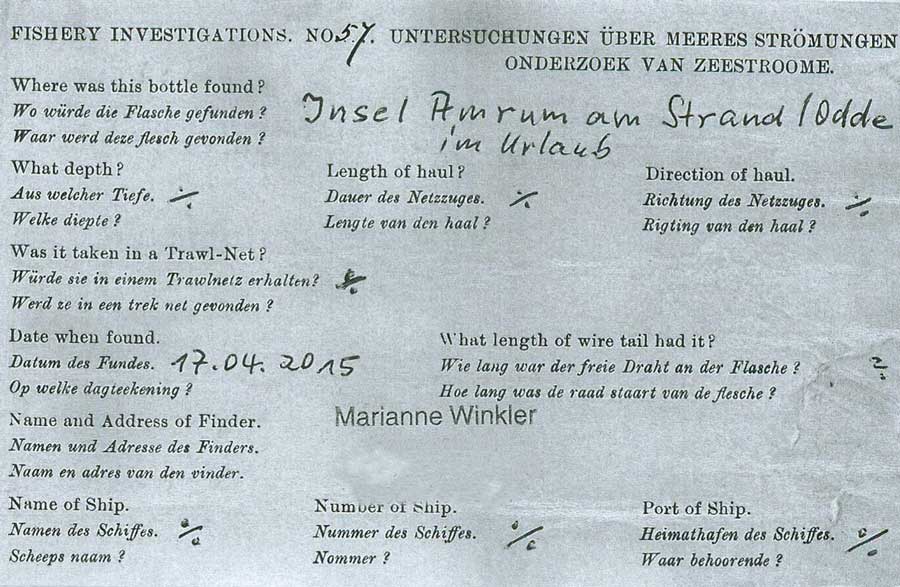 FISHERY INVESTIGATIONS. NO 57. UNTERSUCHUNGEN ÜBER MEERES STRÖMUNGEN
ONDERZOEK VAN ZEESTROOME.
Where was this bottle found?
Wo würde die Flasche gefunden?
Waar werd deze flesch gevonden?
Insel Amrum am Strand / Odde
im Urlaub
What depth?
Aus welcher Tiefe. ·/.
Welke diepte?
Length of haul?
Dauer des Netzzuges. ·/.
Lengte van den haal?
Direction of haul.
Richtung des Netzzuges. ·/.
Rigting van den haal?
Was it taken in a Trawl-Net?
Würde sie in einem Trawlnetz erhalten? ·/.
Werd ze in een trek net gevonden?
Date when found.
Datum des Fundes. 17.04.2015
Op welke dagteekening?
What length of wire tail had it?
Wie lang war der freie Draht an der Flasche? ?
Hoe lang was de raad staart van de flesche?
Name and Address of Finder.
Namen und Adresse des Finders.
Naam en adres van den vinder.
Marianne Winkler
Name of Ship.
Namen des Schiffes. ·/.
Scheeps naam?
Number of Ship.
Nummer des Schiffes. ·/.
Nommer?
Port of Ship.
Heimathafen des Schiffes. ·/.
Waar behoorende?